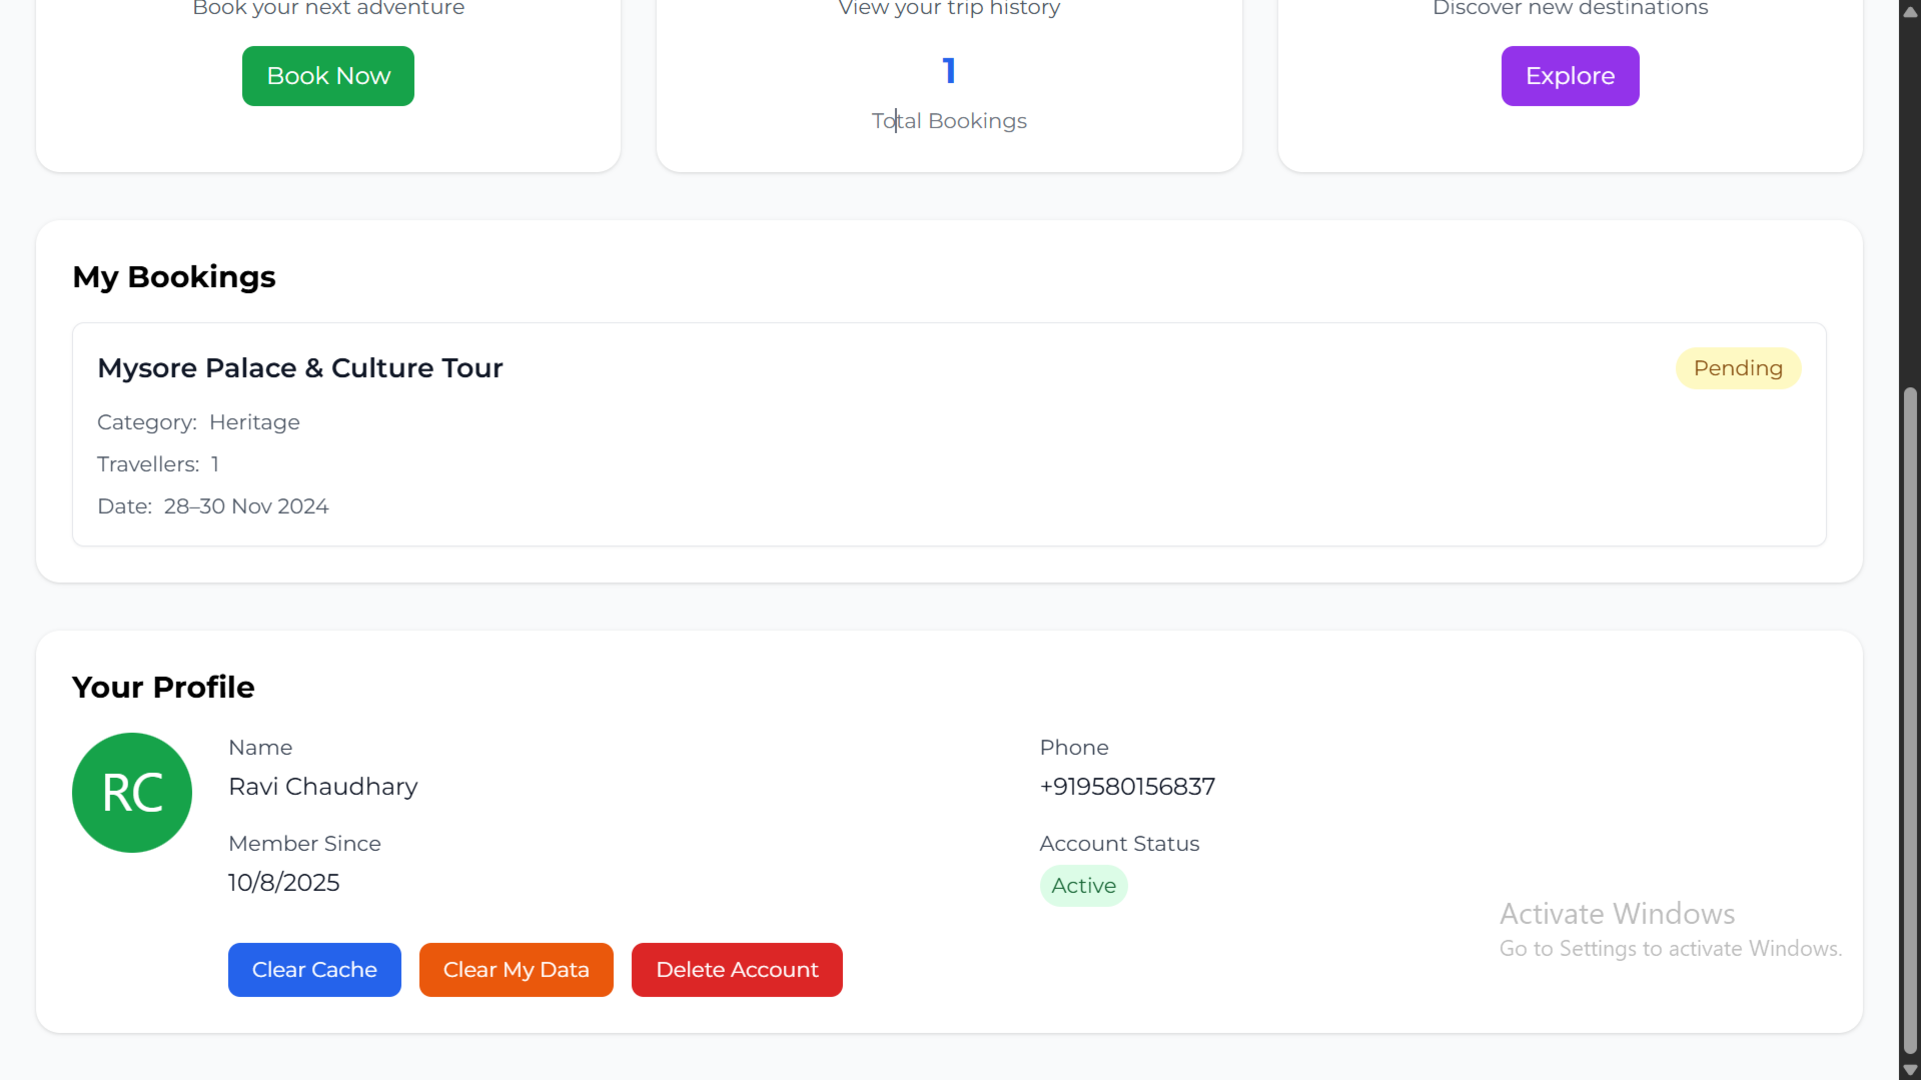 Book your next adventure
View your trip history
Discover new destinations
Book Now
1
Explore
Total Bookings
My Bookings
Mysore Palace & Culture Tour
Pending
Category: Heritage
Travellers: 1
Date: 28–30 Nov 2024
Your Profile
RC
Name
Ravi Chaudhary
Phone
+919580156837
Member Since
10/8/2025
Account Status
Active
Clear Cache
Clear My Data
Delete Account
Activate Windows
Go to Settings to activate Windows.